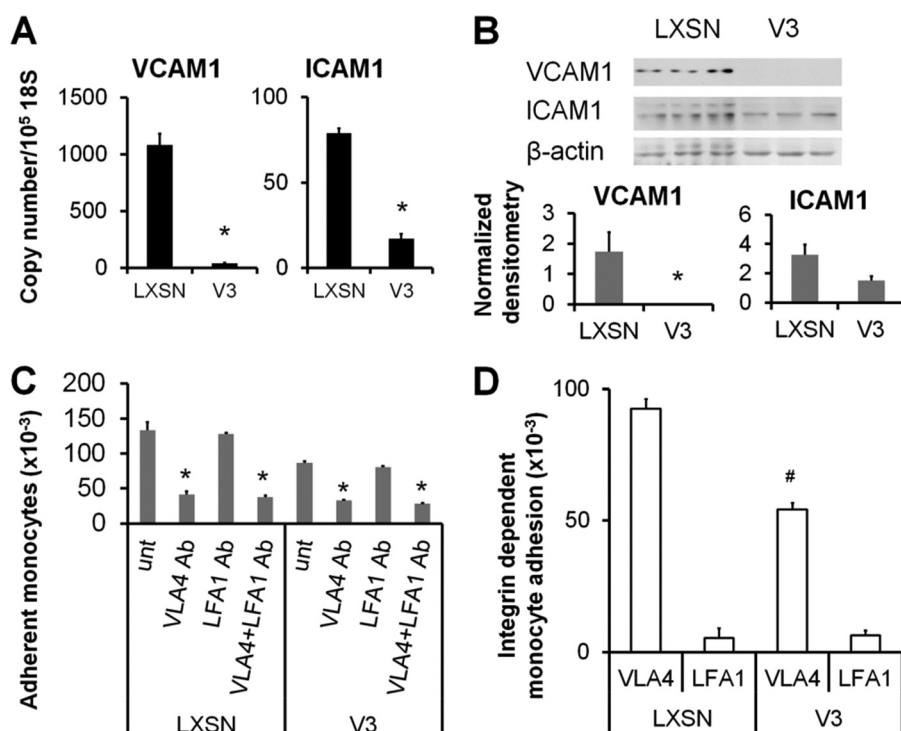 A
VCAM1
ICAM1
Copy number/10⁵ 18S
1500
1000
500
0
*
LXSN
V3
100
50
0
*
LXSN
V3
B
LXSN
V3
VCAM1
ICAM1
β-actin
VCAM1
ICAM1
Normalized
densitometry
3
2
1
0
*
LXSN
V3
6
4
2
0
LXSN
V3
C
Adherent monocytes (x10⁻³)
200
150
100
50
0
*
*
*
*
unt
VLA4 Ab
LFA1 Ab
VLA4+LFA1 Ab
unt
VLA4 Ab
LFA1 Ab
VLA4+LFA1 Ab
LXSN
V3
D
Integrin dependent
monocyte adhesion (x10⁻³)
100
50
0
#
VLA4
LFA1
VLA4
LFA1
LXSN
V3